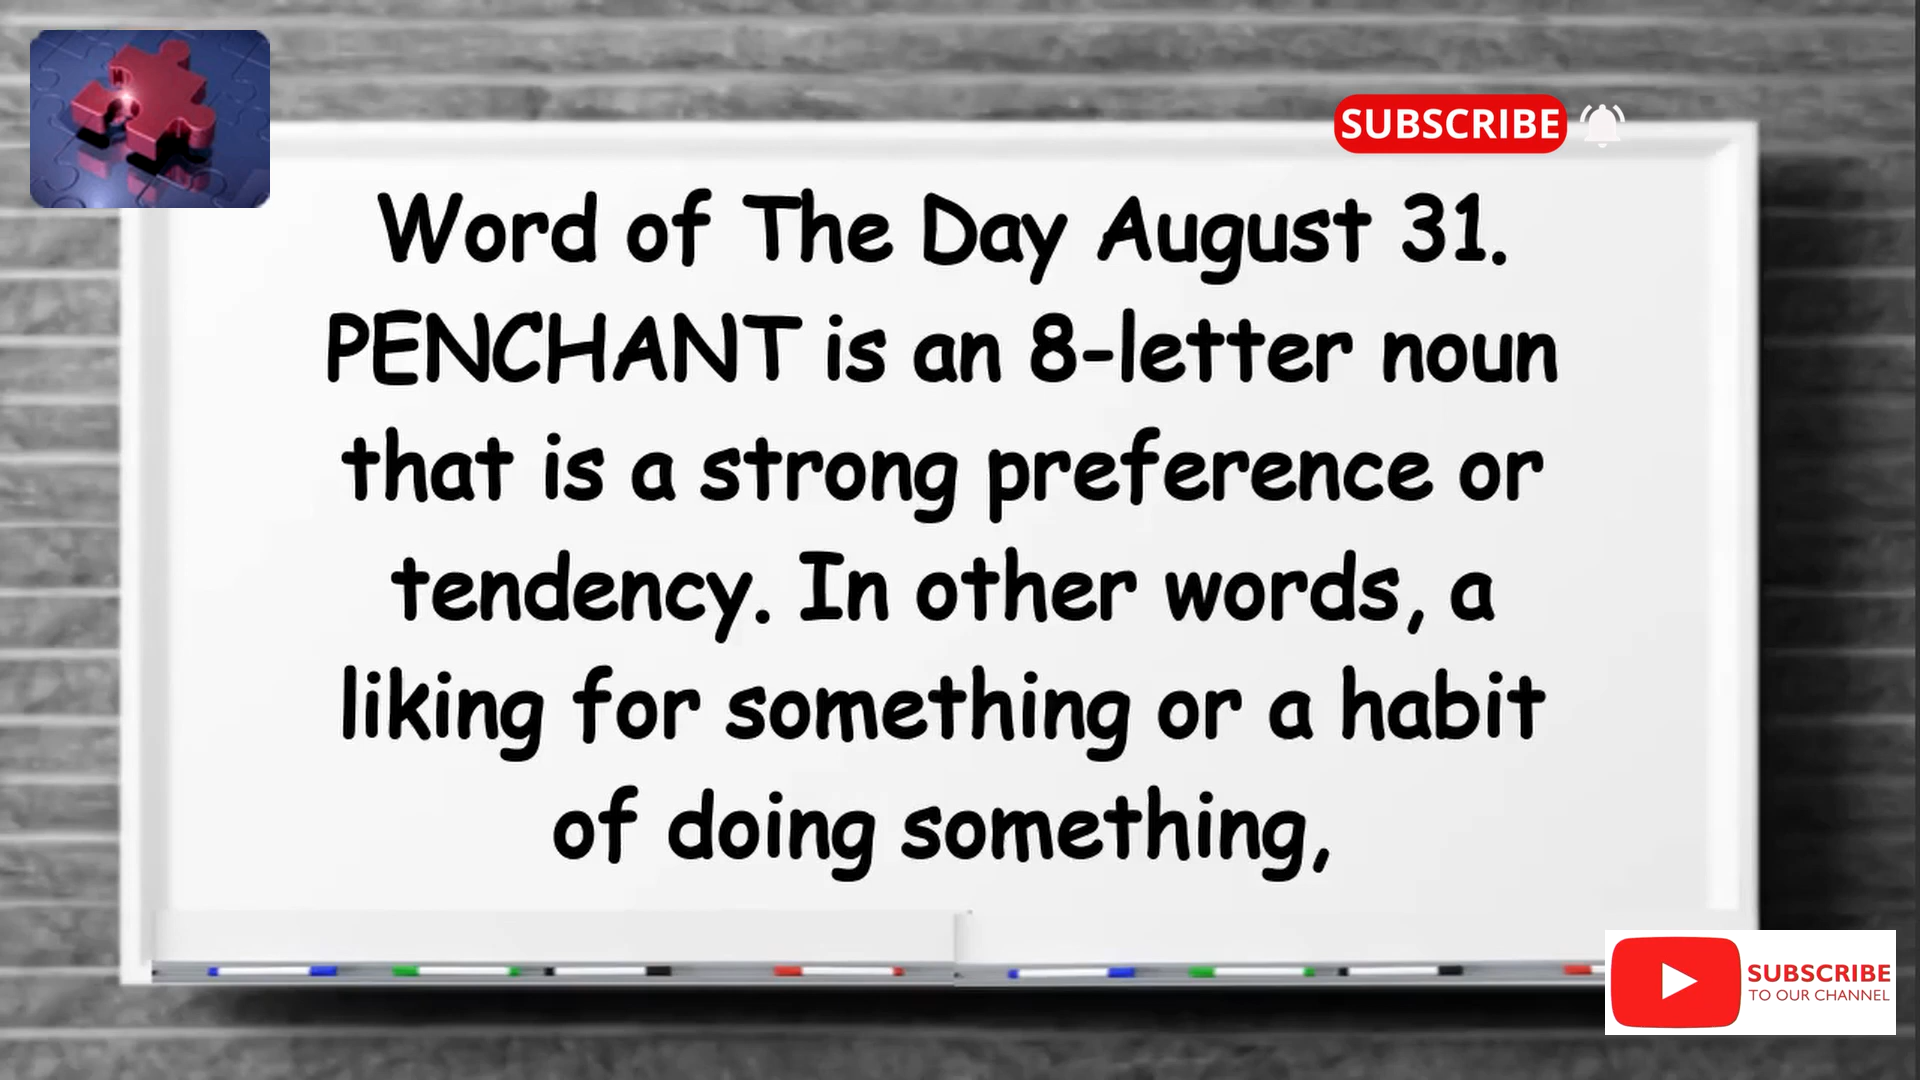 SUBSCRIBE
Word of The Day August 31.
PENCHANT is an 8-letter noun
that is a strong preference or
tendency. In other words, a
liking for something or a habit
of doing something,
SUBSCRIBE
TO OUR CHANNEL